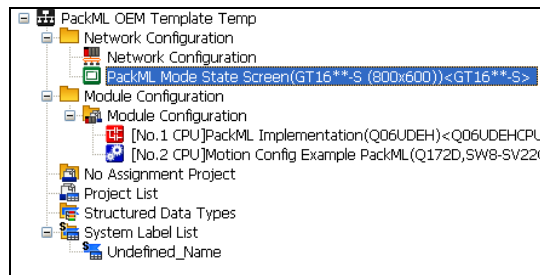 PackML OEM Template Temp
Network Configuration
Network Configuration
PackML Mode State Screen(GT16**-S (800x600))<GT16**-S>
Module Configuration
Module Configuration
[No.1 CPU]PackML Implementation(Q06UDEH)<Q06UDEHCPU
[No.2 CPU]Motion Config Example PackML(Q172D,SW8-SV22
No Assignment Project
Project List
Structured Data Types
System Label List
Undefined_Name